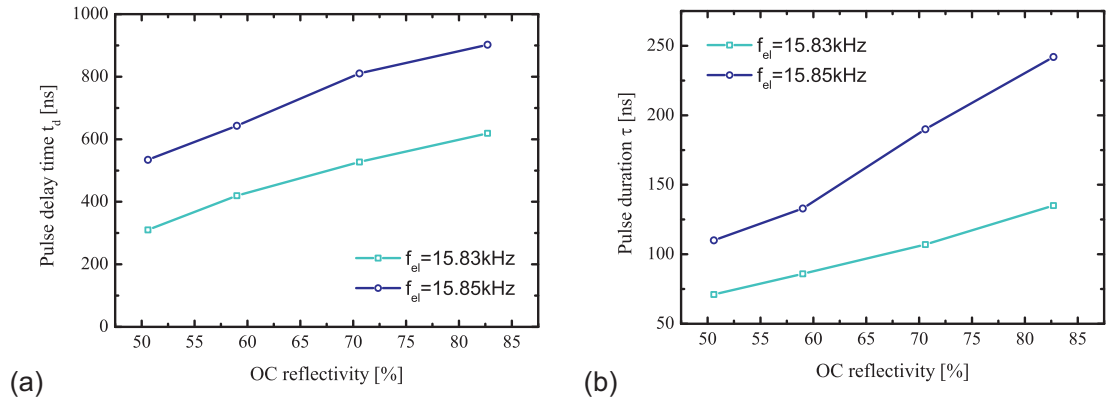 1000
800
600
400
200
0
Pulse delay time t_d [ns]
f_el=15.83kHz
f_el=15.85kHz
50 55 60 65 70 75 80 85
OC reflectivity [%]
(a)
250
200
150
100
50
Pulse duration τ [ns]
f_el=15.83kHz
f_el=15.85kHz
50 55 60 65 70 75 80 85
OC reflectivity [%]
(b)